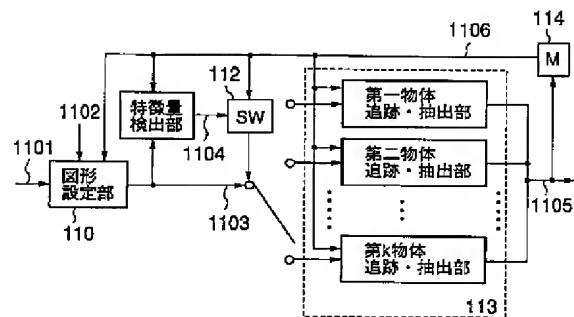 1106
114
M
112
1102
特徴量
検出部
SW
1104
1101
図形
設定部
110
1103
第一物体
追跡・抽出部
第二物体
追跡・抽出部
第k物体
追跡・抽出部
1105
113